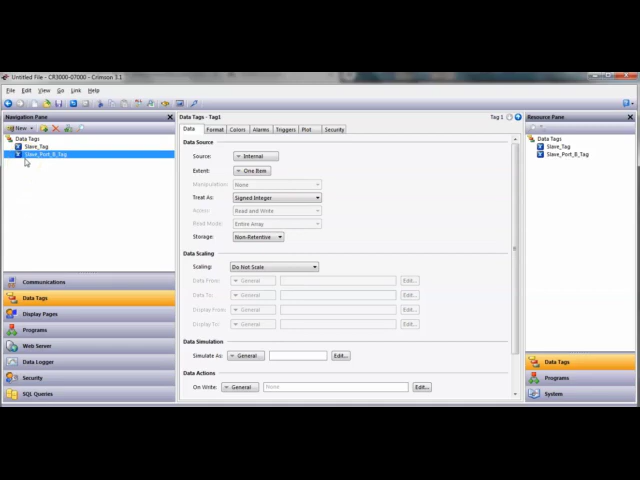 Untitled File - CR3000-07000 - Crimson 3.1
File Edit View Go Link Help
Navigation Pane
New
Data Tags
Slave_Tag
Slave_Port_B_Tag
Communications
Data Tags
Display Pages
Programs
Web Server
Data Logger
Security
SQL Queries
Data Tags - Tag1
Tag 1
Data Format Colors Alarms Triggers Plot Security
Data Source
Source: Internal
Extent: One Item
Manipulation: None
Treat As: Signed Integer
Access: Read and Write
Read Mode: Entire Array
Storage: Non-Retentive
Data Scaling
Scaling: Do Not Scale
Data From: General Edit...
Data To: General Edit...
Display From: General Edit...
Display To: General Edit...
Data Simulation
Simulate As: General Edit...
Data Actions
On Write: General None Edit...
Resource Pane
Data Tags
Slave_Tag
Slave_Port_B_Tag
Data Tags
Programs
System